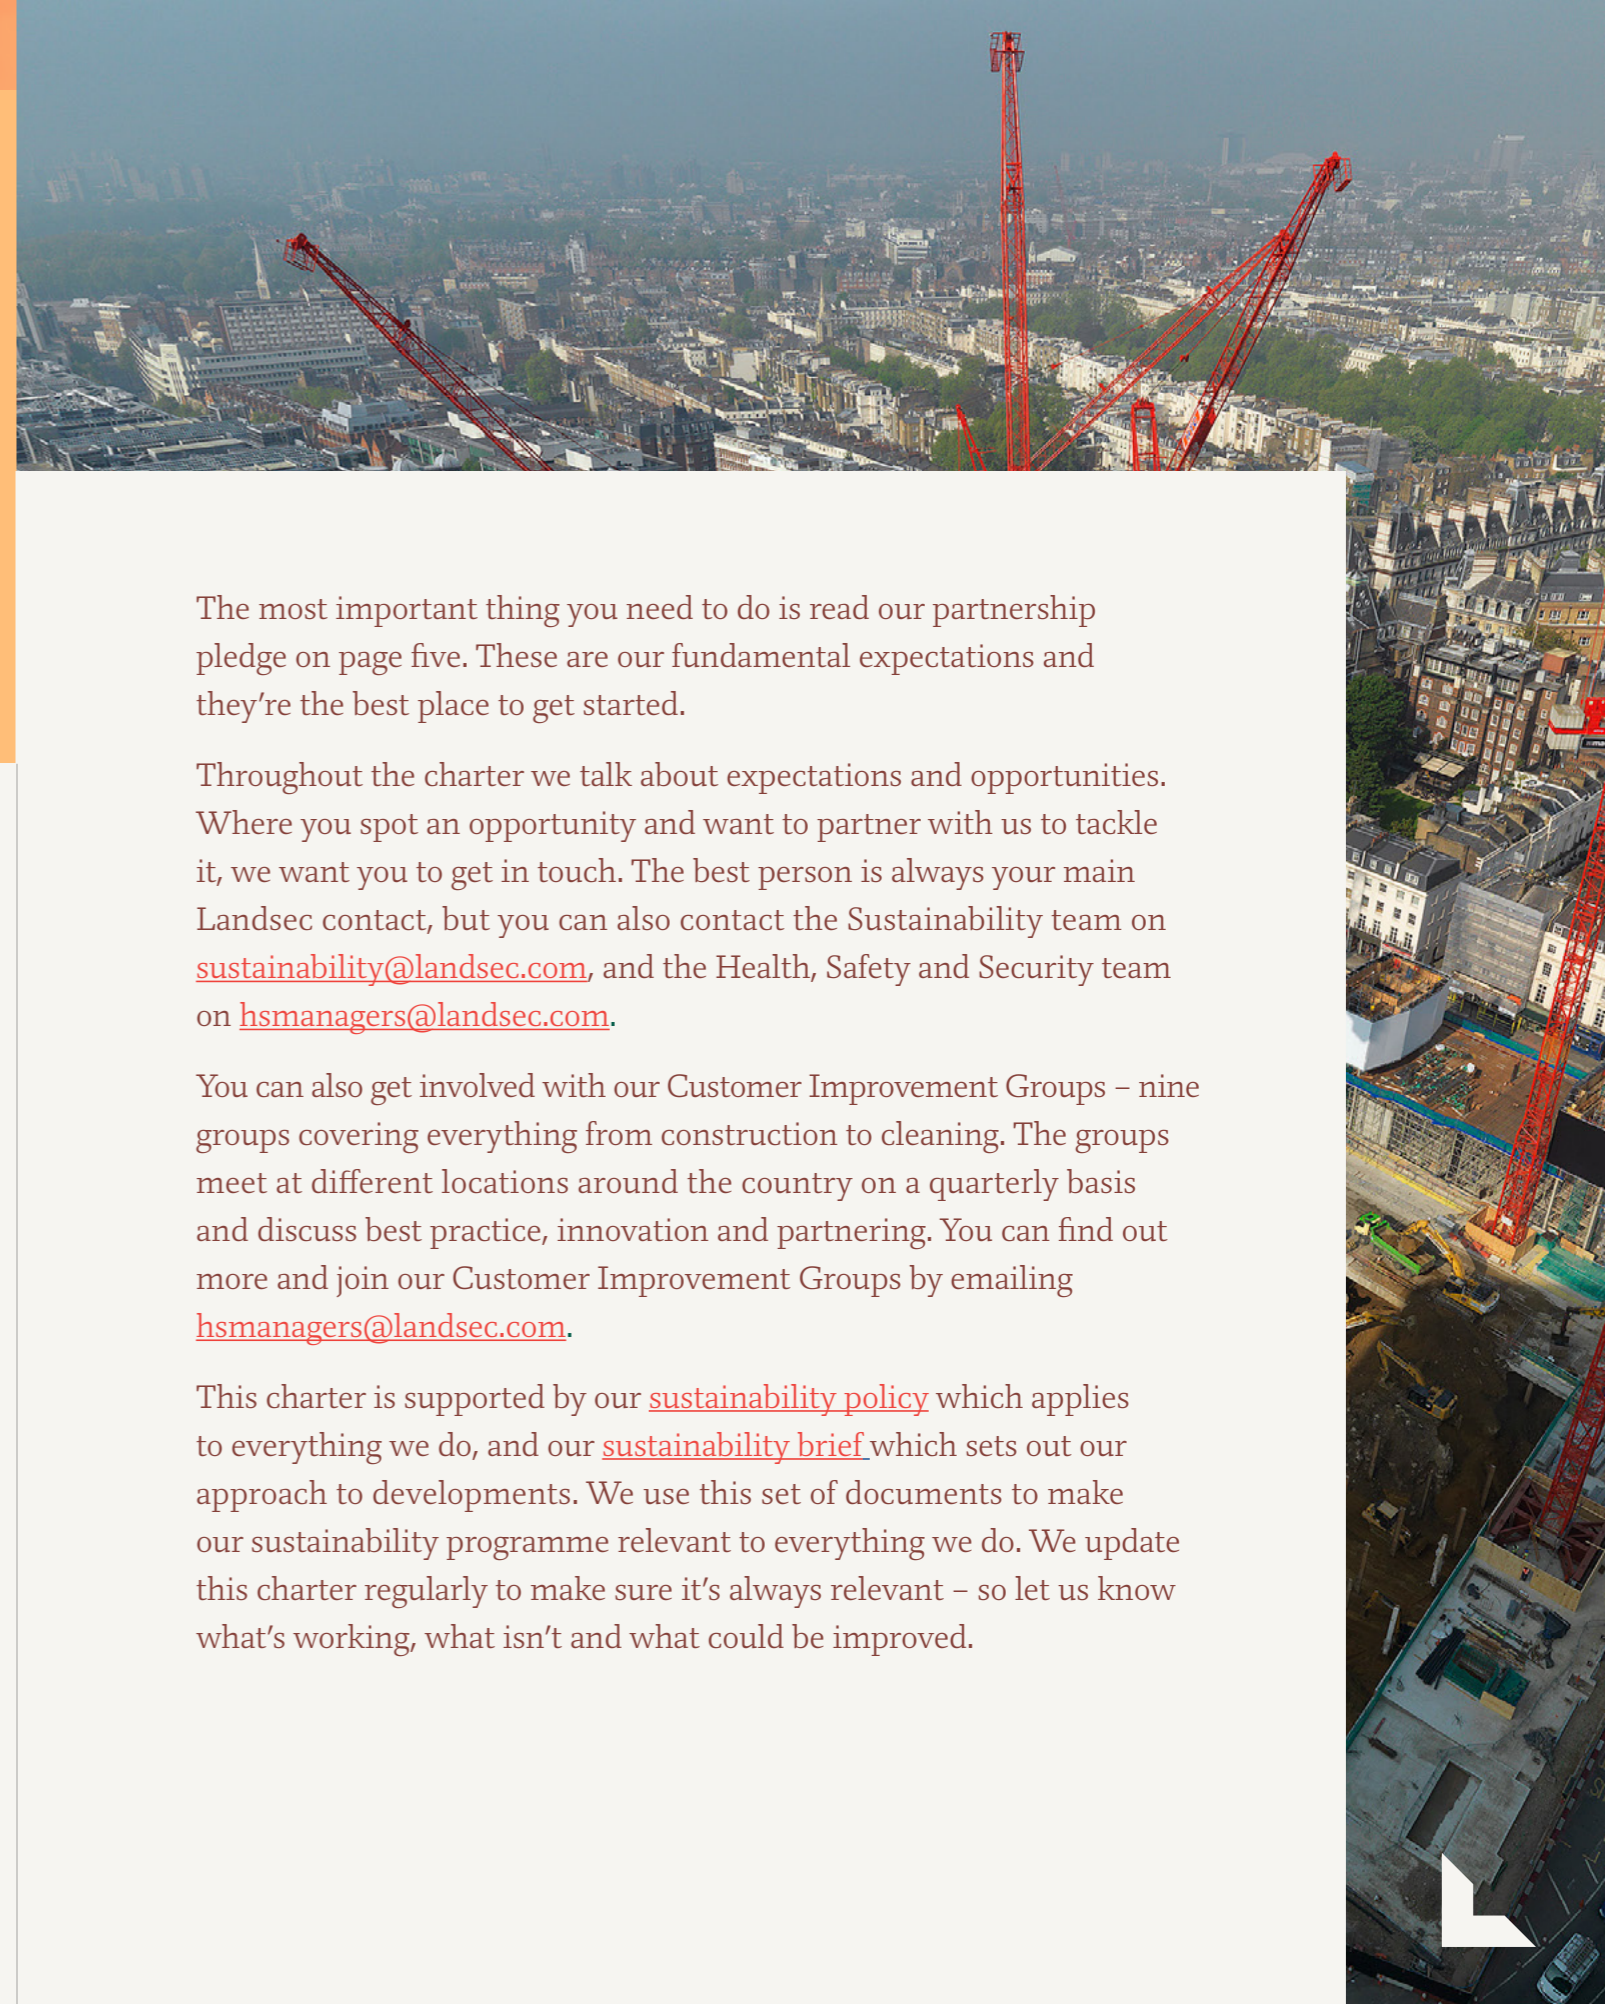 The most important thing you need to do is read our partnership
pledge on page five. These are our fundamental expectations and
they’re the best place to get started.
Throughout the charter we talk about expectations and opportunities.
Where you spot an opportunity and want to partner with us to tackle
it, we want you to get in touch. The best person is always your main
Landsec contact, but you can also contact the Sustainability team on
sustainability@landsec.com, and the Health, Safety and Security team
on hsmanagers@landsec.com.
You can also get involved with our Customer Improvement Groups – nine
groups covering everything from construction to cleaning. The groups
meet at different locations around the country on a quarterly basis
and discuss best practice, innovation and partnering. You can find out
more and join our Customer Improvement Groups by emailing
hsmanagers@landsec.com.
This charter is supported by our sustainability policy which applies
to everything we do, and our sustainability brief which sets out our
approach to developments. We use this set of documents to make
our sustainability programme relevant to everything we do. We update
this charter regularly to make sure it’s always relevant – so let us know
what’s working, what isn’t and what could be improved.